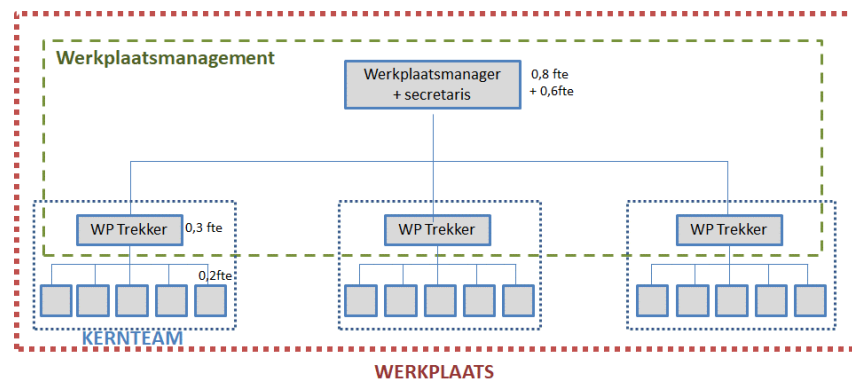 Werkplaatsmanagement
Werkplaatsmanager
+ secretaris
0,8 fte
+ 0,6fte
WP Trekker
0,3 fte
WP Trekker
WP Trekker
0,2fte
KERNTEAM
WERKPLAATS